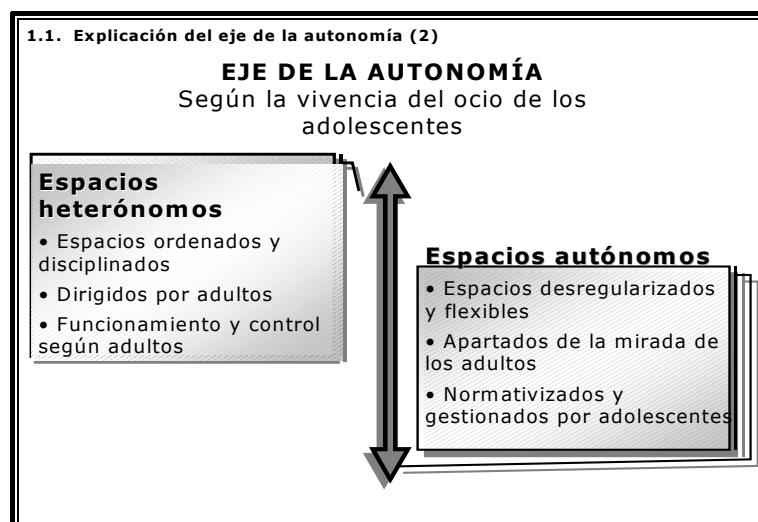 1.1. Explicación del eje de la autonomía (2)
EJE DE LA AUTONOMÍA
Según la vivencia del ocio de los
adolescentes
Espacios
heterónomos
• Espacios ordenados y
disciplinados
• Dirigidos por adultos
• Funcionamiento y control
según adultos
Espacios autónomos
• Espacios desregularizados
y flexibles
• Apartados de la mirada de
los adultos
• Normativizados y
gestionados por adolescentes